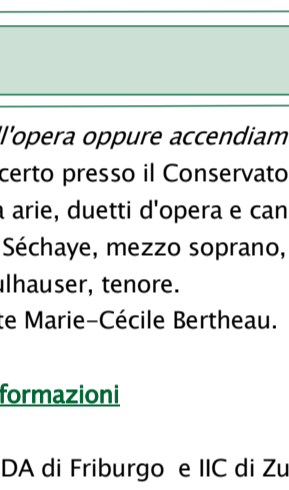 ll'opera oppure accendiam
certo presso il Conservato
a arie, duetti d'opera e can
Séchaye, mezzo soprano,
ulhauser, tenore.
te Marie-Cécile Bertheau.
formazioni
DA di Friburgo e IIC di Zu